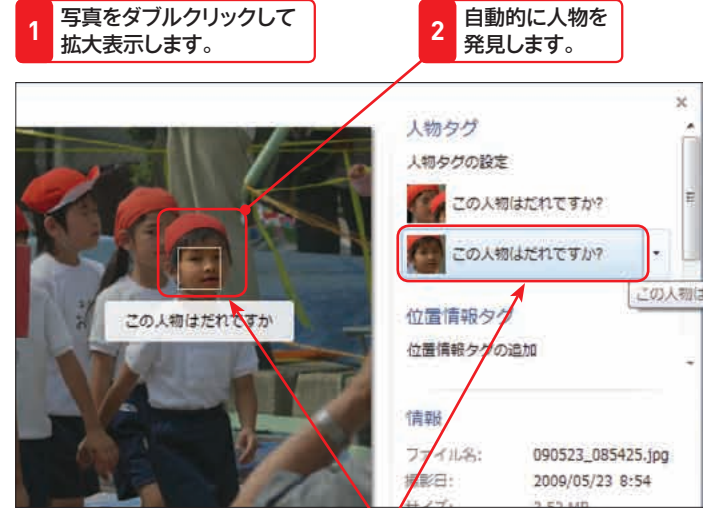 1
写真をダブルクリックして
拡大表示します。
2
自動的に人物を
発見します。
人物タグ
人物タグの設定
この人物はだれですか?
この人物はだれですか?
この人物は
この人物はだれですか
位置情報タグ
位置情報タグの追加
情報
ファイル名: 090523_085425.jpg
撮影日: 2009/05/23 8:54